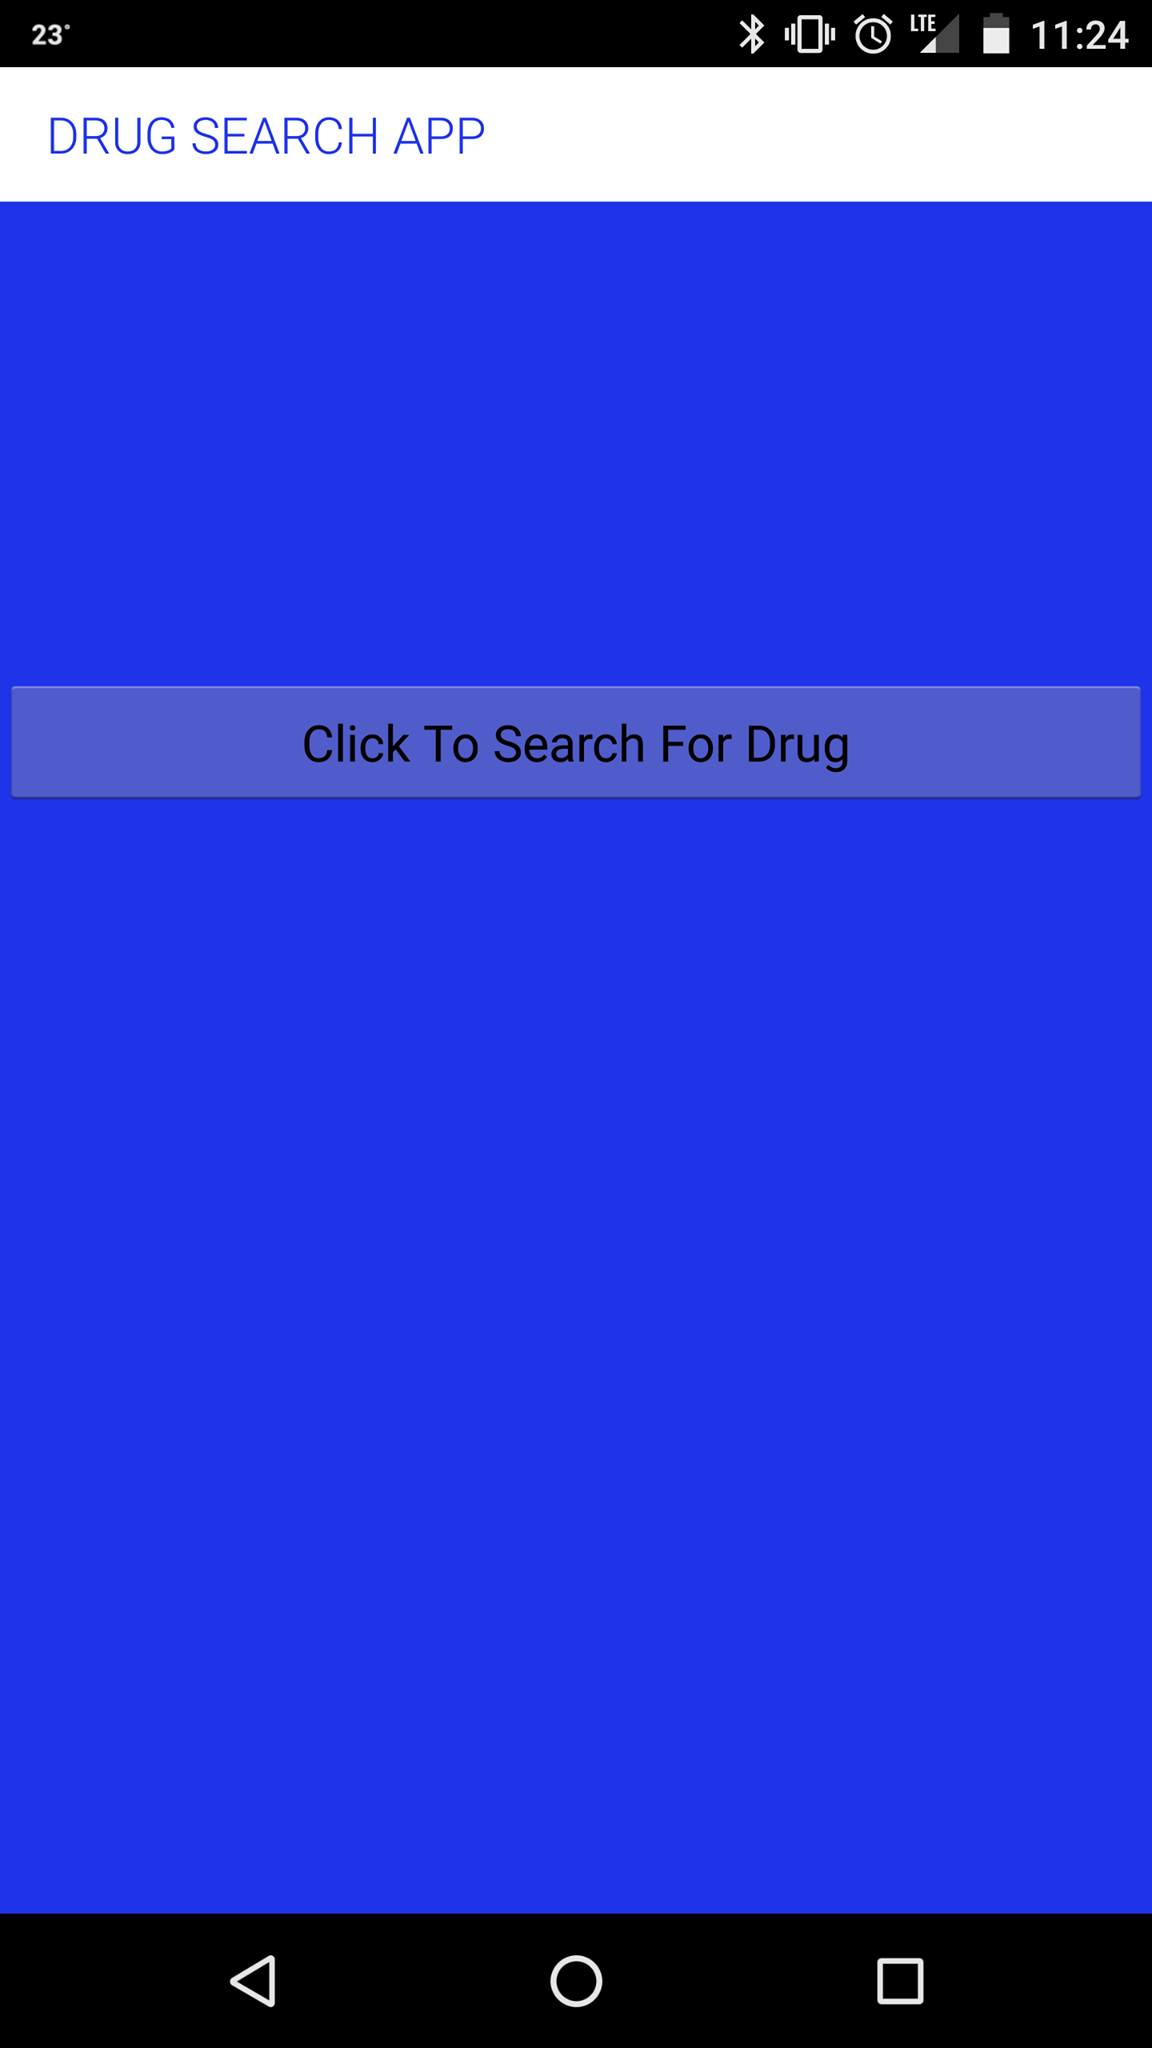 23° LTE 11:24
DRUG SEARCH APP
Click To Search For Drug